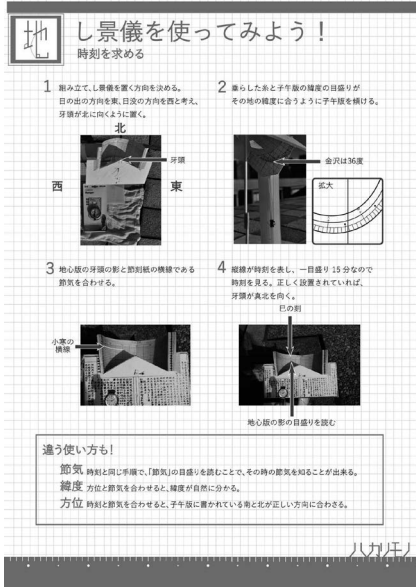 地
し景儀を使ってみよう！
時刻を求める
1 組み立て、し景儀を置く方向を決める。
日の出の方向を東、日没の方向を西と考え、
牙頭が北に向くように置く。
北
牙頭
西
東
2 垂らした糸と子午版の緯度の目盛りが
その地の緯度に合うように子午版を傾ける。
金沢は36度
拡大
3 地心版の牙頭の影と節刻紙の横線である
節気を合わせる。
小寒の
横線
4 縦線が時刻を表し、一目盛り 15 分なので
時刻を見る。正しく設置されていれば、
牙頭が真北を向く。
巳の刻
地心版の影の目盛りを読む
違う使い方も!
節気 時刻と同じ手順で、「節気」の目盛りを読むことで、その時の節気を知ることが出来る。
緯度 方位と節気を合わせると、緯度が自然に分かる。
方位 時刻と節気を合わせると、子午版に書かれている南と北が正しい方向に合わさる。
ハカリモノ